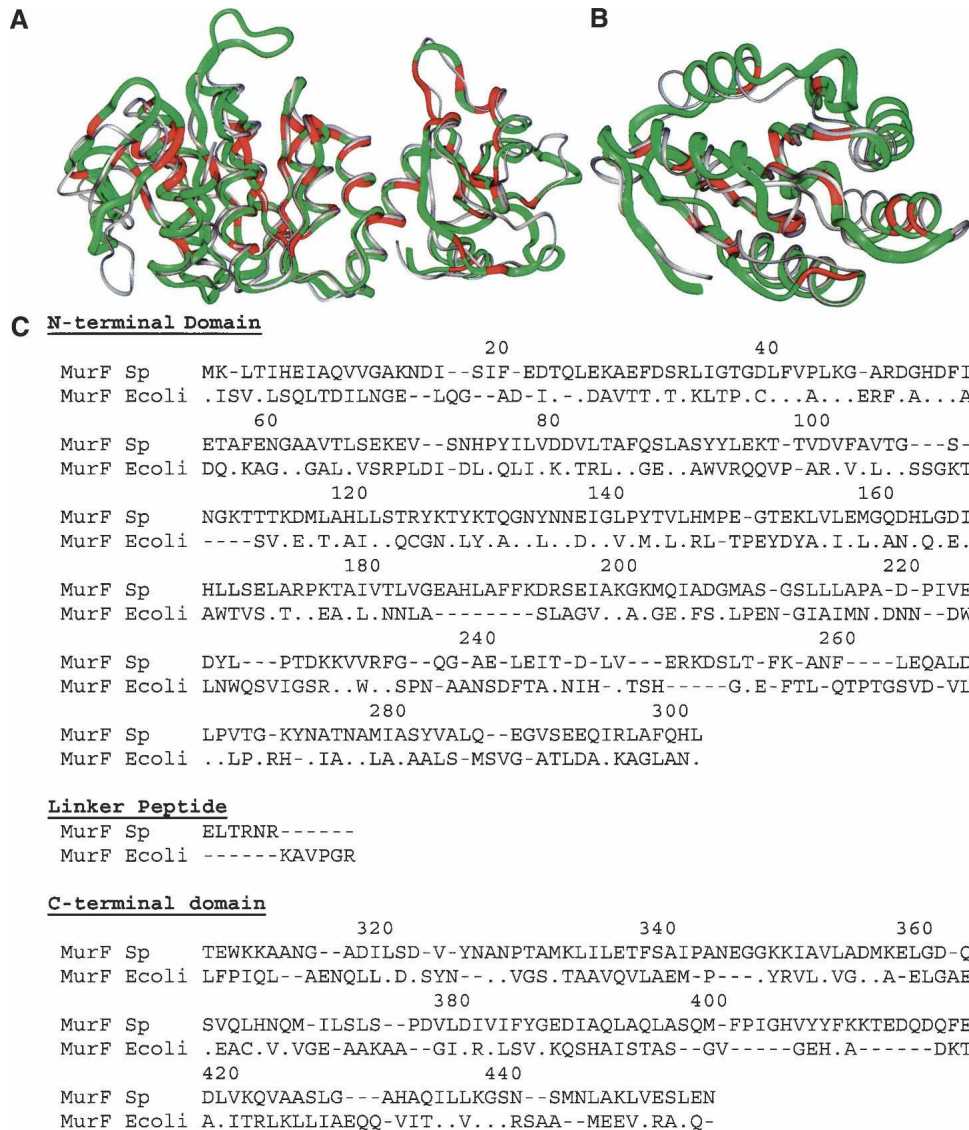 A
B
C N-terminal Domain
20 40
MurF Sp MK-LTIHEIAQVVGAKNDI--SIF-EDTQLEKAEFDSRLIGTGDLFVPLKG-ARDGHDFI
MurF Ecoli .ISV.LSQLTDILNGE--LQG--AD-I-.DAVTT.T.KLTP.C...A...ERF.A...A
60 80 100
MurF Sp ETAFENGAAVTLSEKEV--SNHPYILVDDVLTAFQSLASYYLEKT-TVDVFAVTG---S-
MurF Ecoli DQ.KAG..GAL.VSRPLDI-DL.QLI.K.TRL..GE..AWVRQQVP-AR.V.L..SSGKT
120 140 160
MurF Sp NGKTTTKDMLAHLLSTRYKTYKTQGNYNNEIGLPYTVLHMPE-GTEKLVLEMGQDHLGDI
MurF Ecoli ----SV.E.T.AI..QCGN.LY.A..L..D..V.M.L.RL-TPEYDYA.I.L.AN.Q.E.
180 200 220
MurF Sp HLLSELARPKTAIVTLVGEAHLAFFKDRSEIAKGKMQIADGMAS-GSLLLAPA-D-PIVE
MurF Ecoli AWTVS.T..EA.L.NNLA--------SLAGV..A.GE.FS.LPEN-GIAIMN.DNN--DW
240 260
MurF Sp DYL---PTDKKVVRFG--QG-AE-LEIT-D-LV---ERKDSLT-FK-ANF----LEQALD
MurF Ecoli LNWQSVIGSR..W..SPN-AANSDFTA.NIH-.TSH-----G.E-FTL-QTPTGSVD-VL
280 300
MurF Sp LPVTG-KYNATNAMIASYVALQ--EGVSEEQIRLAFQHL
MurF Ecoli ..LP.RH-.IA..LA.AALS-MSVG-ATLDA.KAGLAN.
Linker Peptide
MurF Sp ELTRNR------
MurF Ecoli ------KAVPGR
C-terminal domain
320 340 360
MurF Sp TEWKKAANG--ADILSD-V-YNANPTAMKLILETFSAIPANEGGKKIAVLADMKELGD-Q
MurF Ecoli LFPIQL--AENQLL.D.SYN...VGS.TAAVQVLAEM-P----.YRVL.VG..A-ELGAE
380 400
MurF Sp SVQLHNQM-ILSLS--PDVLDIVIFYGEDIAQLAQLASQM-FPIGHVYYFKKTEDQDQFE
MurF Ecoli .EAC.V.VGE-AAKAA--GI.R.LSV.KQSHAISTAS--GV-----GEH.A------DKT
420 440
MurF Sp DLVKQVAASLG---AHAQILLKGSN--SMNLAKLVESLEN
MurF Ecoli A.ITRLKLLIAEQQ-VIT..V...RSAA--MEEV.RA.Q-